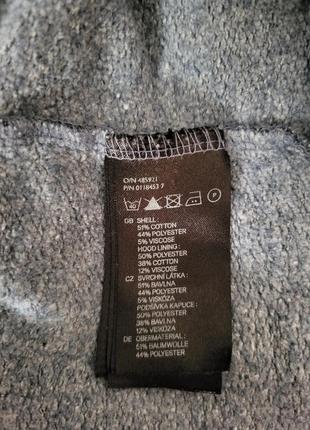 O/N 485921
P/N 0118453 7
40 P
GB SHELL:
51% COTTON
44% POLYESTER
5% VISCOSE
HOOD LINING:
50% POLYESTER
38% COTTON
12% VISCOSE
CZ SVRCHNÍ LÁTKA:
51% BAVLNA
44% POLYESTER
5% VISKÓZA
PODŠÍVKA KAPUCE:
50% POLYESTER
38% BAVLNA
12% VISKÓZA
DE OBERMATERIAL:
51% BAUMWOLLE
44% POLYESTER